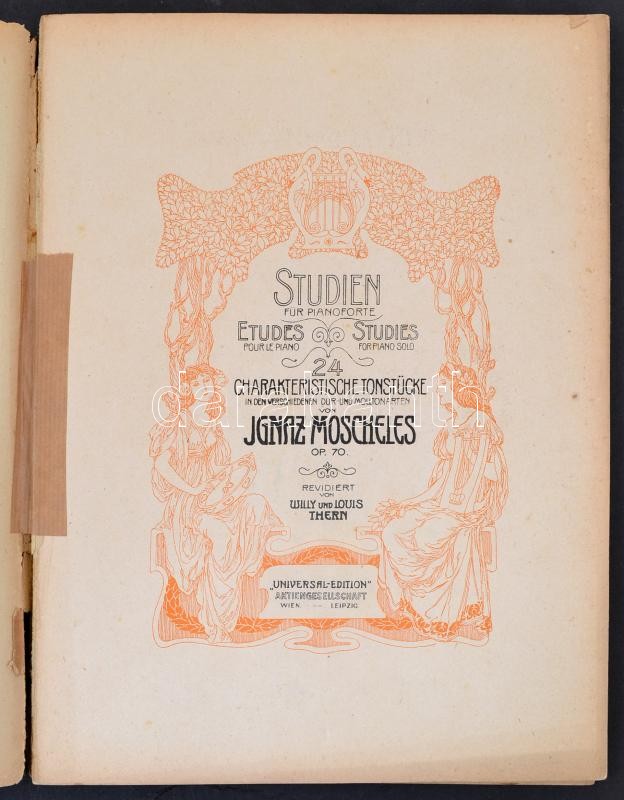 STUDIEN
FÜR PIANOFORTE
ETUDES STUDIES
POUR LE PIANO FOR PIANO SOLO
24
CHARAKTERISTISCHE TONSTÜCKE
IN DEN VERSCHIEDENEN DUR- UND MOLLTONARTEN
VON
JGNAZ MOSCHELES
OP. 70.
REVIDIERT
VON
WILLY UND LOUIS
THERN
„UNIVERSAL-EDITION"
AKTIENGESELLSCHAFT
WIEN --- LEIPZIG
darabanth